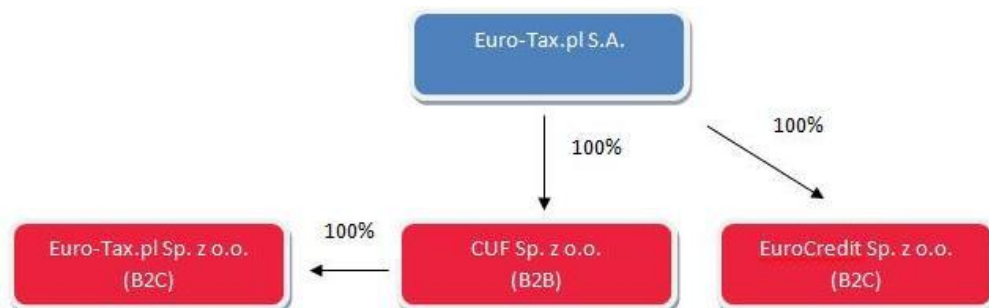 Euro-Tax.pl S.A.
100%
100%
Euro-Tax.pl Sp. z o.o.
(B2C)
100%
CUF Sp. z o.o.
(B2B)
EuroCredit Sp. z o.o.
(B2C)